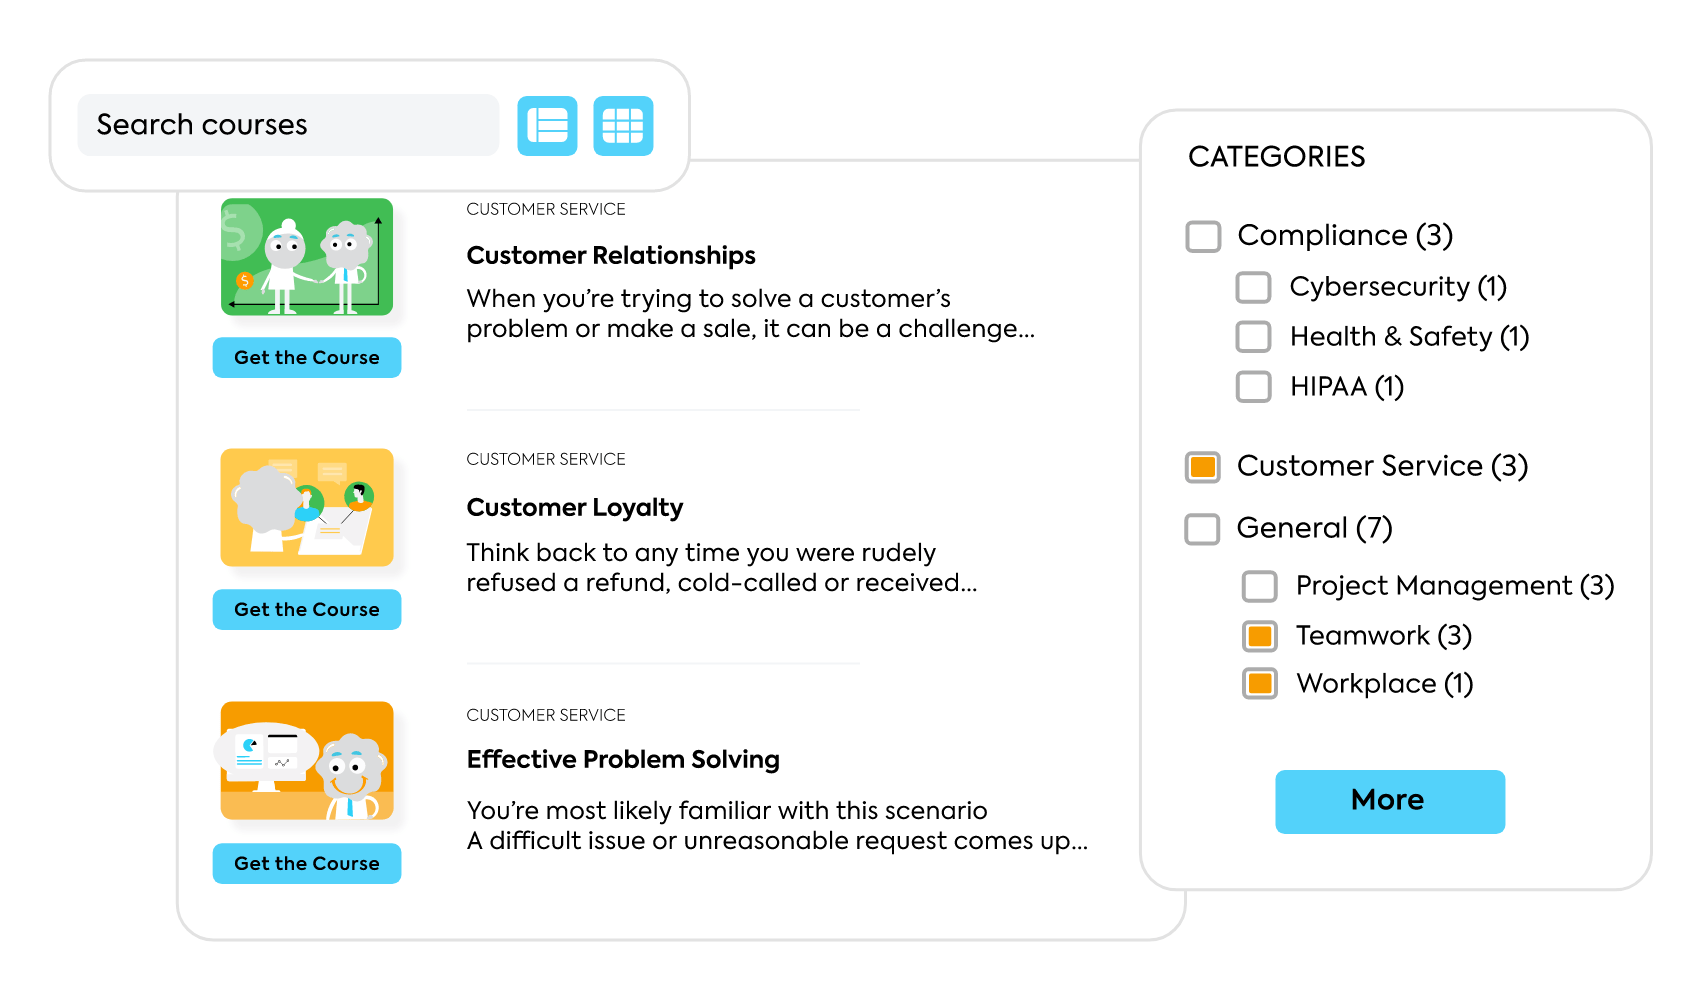 Search courses
CUSTOMER SERVICE
Customer Relationships
When you’re trying to solve a customer’s
problem or make a sale, it can be a challenge...
$
$
Get the Course
CUSTOMER SERVICE
Customer Loyalty
Think back to any time you were rudely
refused a refund, cold-called or received...
Get the Course
CUSTOMER SERVICE
Effective Problem Solving
You’re most likely familiar with this scenario
A difficult issue or unreasonable request comes up...
Get the Course
CATEGORIES
Compliance (3)
Cybersecurity (1)
Health & Safety (1)
HIPAA (1)
Customer Service (3)
General (7)
Project Management (3)
Teamwork (3)
Workplace (1)
More